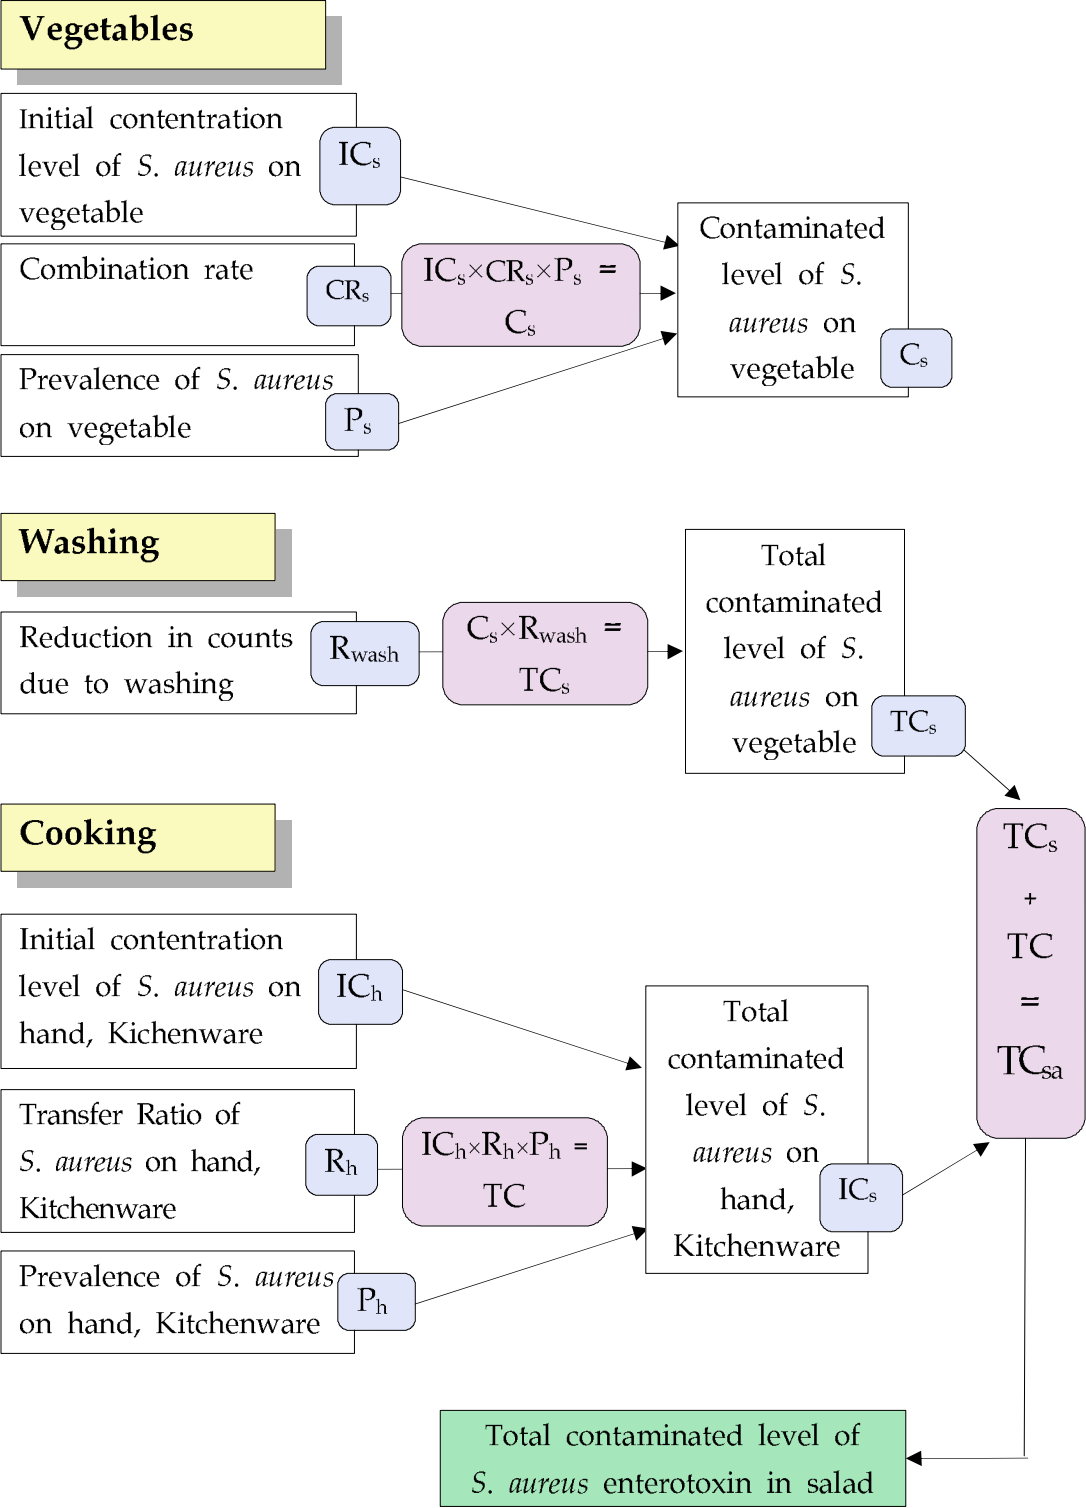 Vegetables
Initial contentration
level of S. aureus on
vegetable
ICs
Combination rate
CRs
ICs×CRs×Ps =
Cs
Prevalence of S. aureus
on vegetable
Ps
Contaminated
level of S.
aureus on
vegetable
Cs
Washing
Reduction in counts
due to washing
Rwash
Cs×Rwash =
TCs
Total
contaminated
level of S.
aureus on
vegetable
TCs
Cooking
Initial contentration
level of S. aureus on
hand, Kichenware
ICh
Transfer Ratio of
S. aureus on hand,
Kitchenware
Rh
ICh×Rh×Ph =
TC
Prevalence of S. aureus
on hand, Kitchenware
Ph
Total
contaminated
level of S.
aureus on
hand,
Kitchenware
ICs
TCs
+
TC
=
TCsa
Total contaminated level of
S. aureus enterotoxin in salad